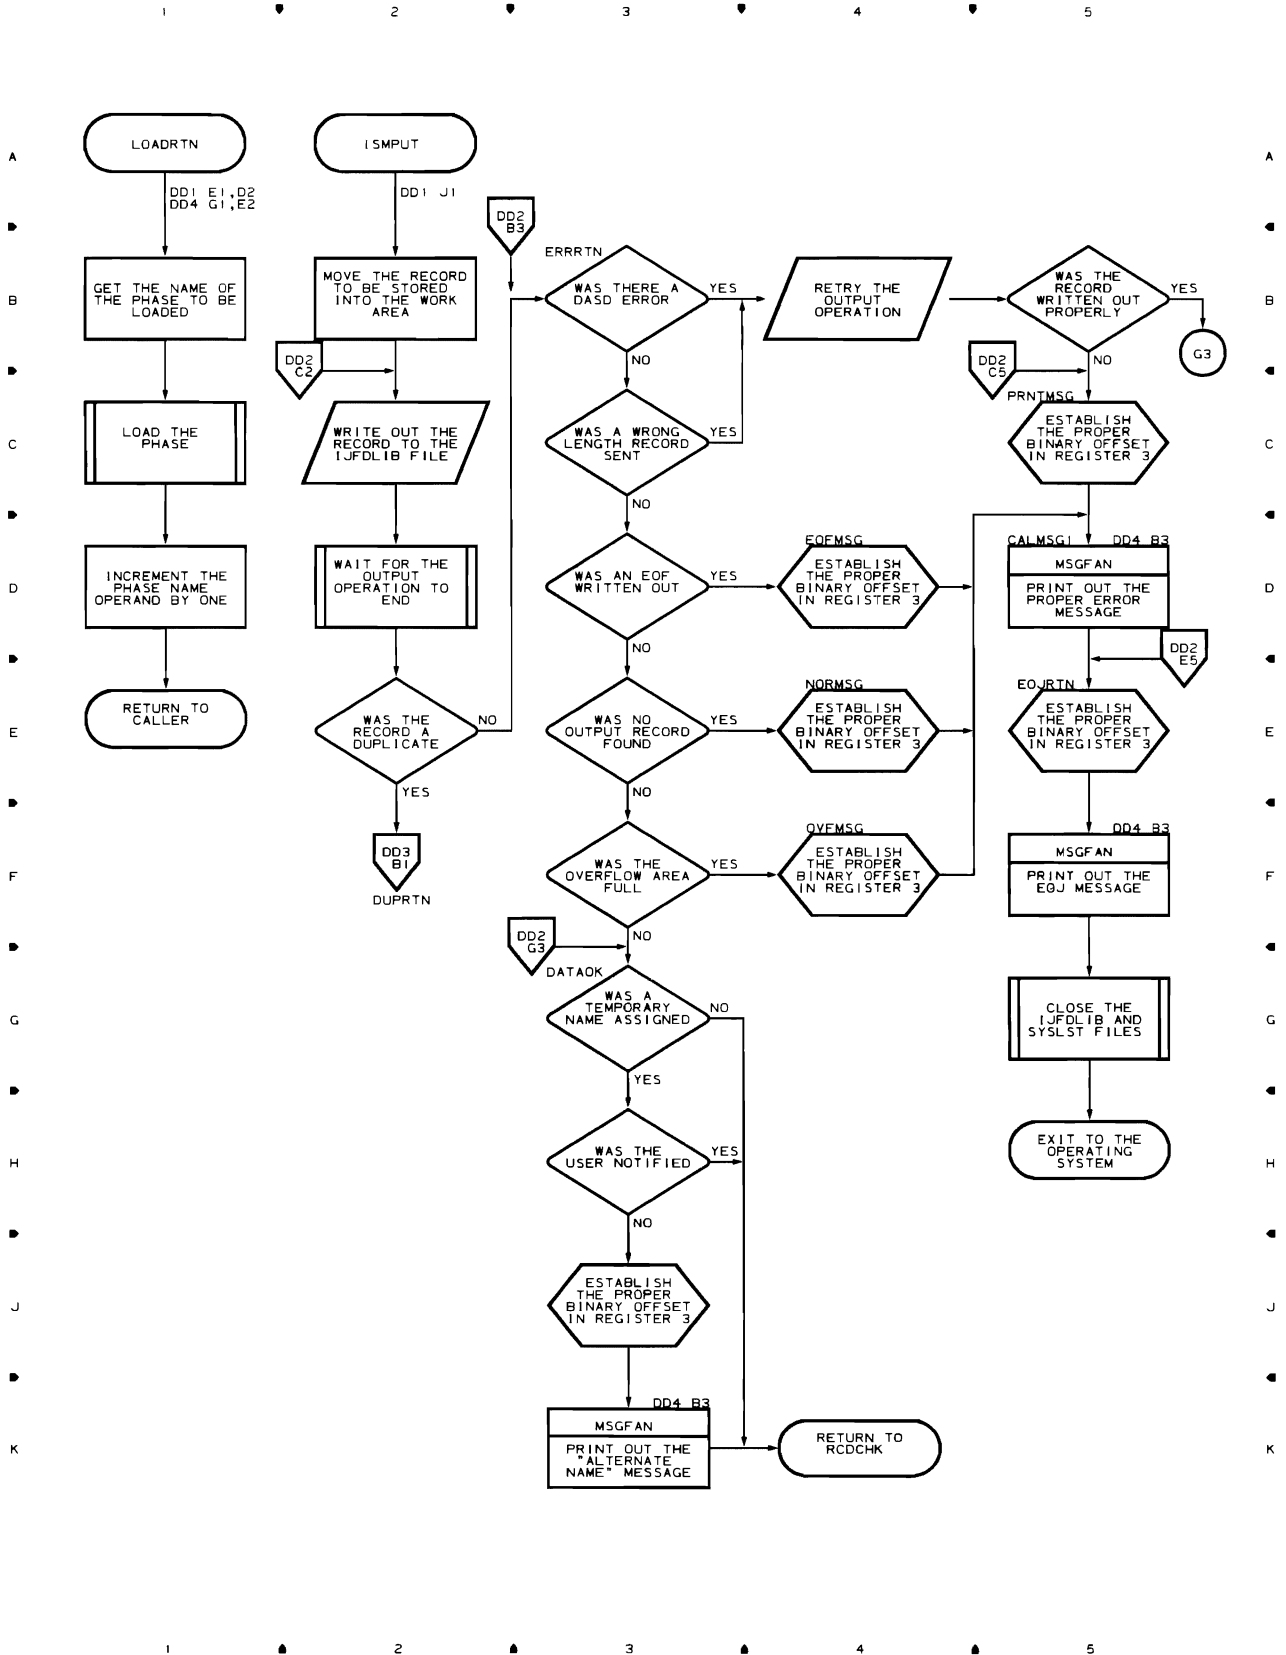 1 2 3 4 5
A A
LOADRTN
DD1 E1,D2
DD4 G1,E2
GET THE NAME OF
THE PHASE TO BE
LOADED
LOAD THE
PHASE
INCREMENT THE
PHASE NAME
OPERAND BY ONE
RETURN TO
CALLER
ISMPUT
DD1 J1
MOVE THE RECORD
TO BE STORED
INTO THE WORK
AREA
DD2
C2
WRITE OUT THE
RECORD TO THE
IJFDLIB FILE
WAIT FOR THE
OUTPUT
OPERATION TO
END
WAS THE
RECORD A
DUPLICATE
NO
YES
DD3
B1
DUPRTN
DD2
B3
ERRRTN
WAS THERE A
DASD ERROR
YES
NO
WAS A WRONG
LENGTH RECORD
SENT
YES
NO
WAS AN EOF
WRITTEN OUT
YES
NO
WAS NO
OUTPUT RECORD
FOUND
YES
NO
WAS THE
OVERFLOW AREA
FULL
YES
NO
DD2
G3
DATAOK
WAS A
TEMPORARY
NAME ASSIGNED
NO
YES
WAS THE
USER NOTIFIED
YES
NO
ESTABLISH
THE PROPER
BINARY OFFSET
IN REGISTER 3
DD4 B3
MSGFAN
PRINT OUT THE
"ALTERNATE
NAME" MESSAGE
RETRY THE
OUTPUT
OPERATION
EOFMSG
ESTABLISH
THE PROPER
BINARY OFFSET
IN REGISTER 3
NORMSG
ESTABLISH
THE PROPER
BINARY OFFSET
IN REGISTER 3
OVFMSG
ESTABLISH
THE PROPER
BINARY OFFSET
IN REGISTER 3
RETURN TO
RCDCHK
WAS THE
RECORD
WRITTEN OUT
PROPERLY
YES
G3
NO
DD2
C5
PRNTMSG
ESTABLISH
THE PROPER
BINARY OFFSET
IN REGISTER 3
CALMSG1 DD4 B3
MSGFAN
PRINT OUT THE
PROPER ERROR
MESSAGE
DD2
E5
EOJRTN
ESTABLISH
THE PROPER
BINARY OFFSET
IN REGISTER 3
DD4 B3
MSGFAN
PRINT OUT THE
EOJ MESSAGE
CLOSE THE
IJFDLIB AND
SYSLST FILES
EXIT TO THE
OPERATING
SYSTEM
B B
C C
D D
E E
F F
G G
H H
J J
K K
1 2 3 4 5